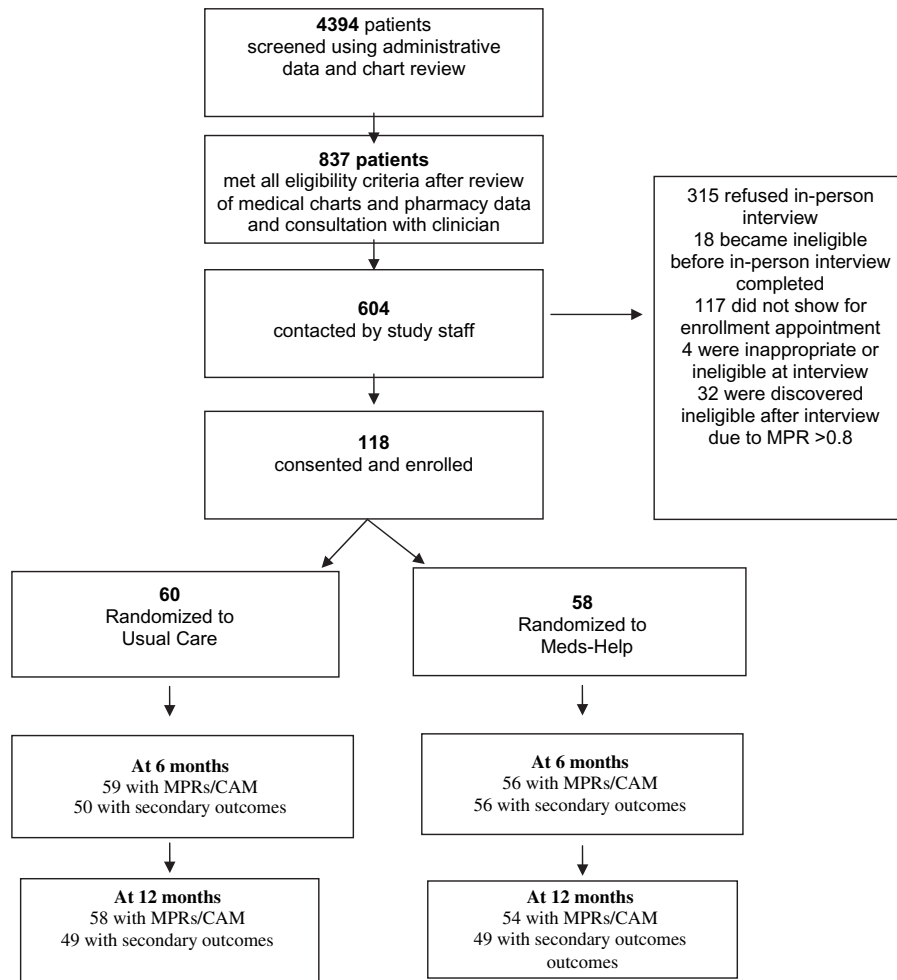 4394 patients
screened using administrative
data and chart review
837 patients
met all eligibility criteria after review
of medical charts and pharmacy data
and consultation with clinician
315 refused in-person
interview
18 became ineligible
before in-person interview
completed
117 did not show for
enrollment appointment
4 were inappropriate or
ineligible at interview
32 were discovered
ineligible after interview
due to MPR >0.8
604
contacted by study staff
118
consented and enrolled
60
Randomized to
Usual Care
58
Randomized to
Meds-Help
At 6 months
59 with MPRs/CAM
50 with secondary outcomes
At 6 months
56 with MPRs/CAM
56 with secondary outcomes
At 12 months
58 with MPRs/CAM
49 with secondary outcomes
At 12 months
54 with MPRs/CAM
49 with secondary outcomes
outcomes